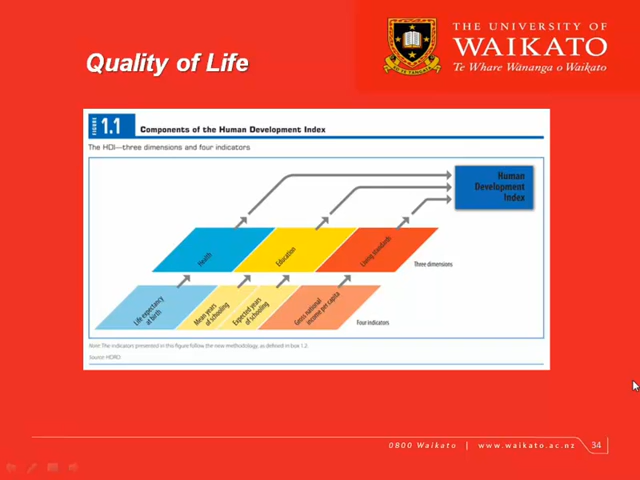 Quality of Life
THE UNIVERSITY OF
WAIKATO
Te Whare Wānanga o Waikato
KO TE TANGATA
FIGURE
1.1
Components of the Human Development Index
The HDI—three dimensions and four indicators
Human
Development
Index
Health
Education
Living standards
Three dimensions
Life expectancy
at birth
Mean years
of schooling
Expected years
of schooling
Gross national
income per capita
Four indicators
Note: The indicators presented in this figure follow the new methodology, as defined in box 1.2.
Source: HDRO
0800 Waikato | www.waikato.ac.nz 34